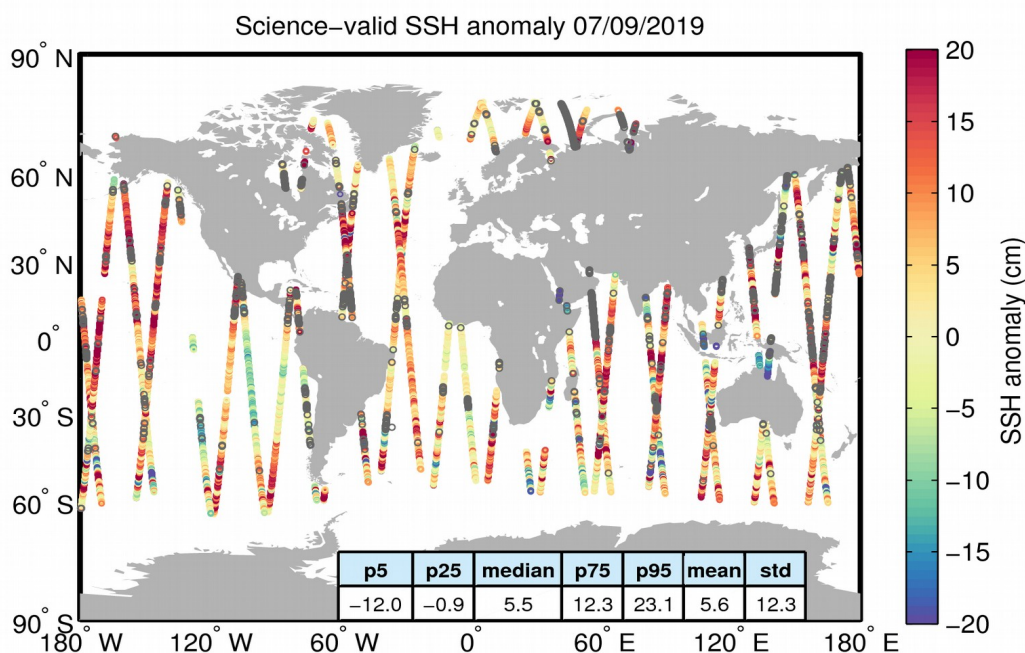 Science−valid SSH anomaly 07/09/2019
90° N
60° N
30° N
0°
30° S
60° S
90° S
180° W
120° W
60° W
0°
60° E
120° E
180° E
p5 p25 median p75 p95 mean std
−12.0 −0.9 5.5 12.3 23.1 5.6 12.3
20
15
10
5
0
−5
−10
−15
−20
SSH anomaly (cm)